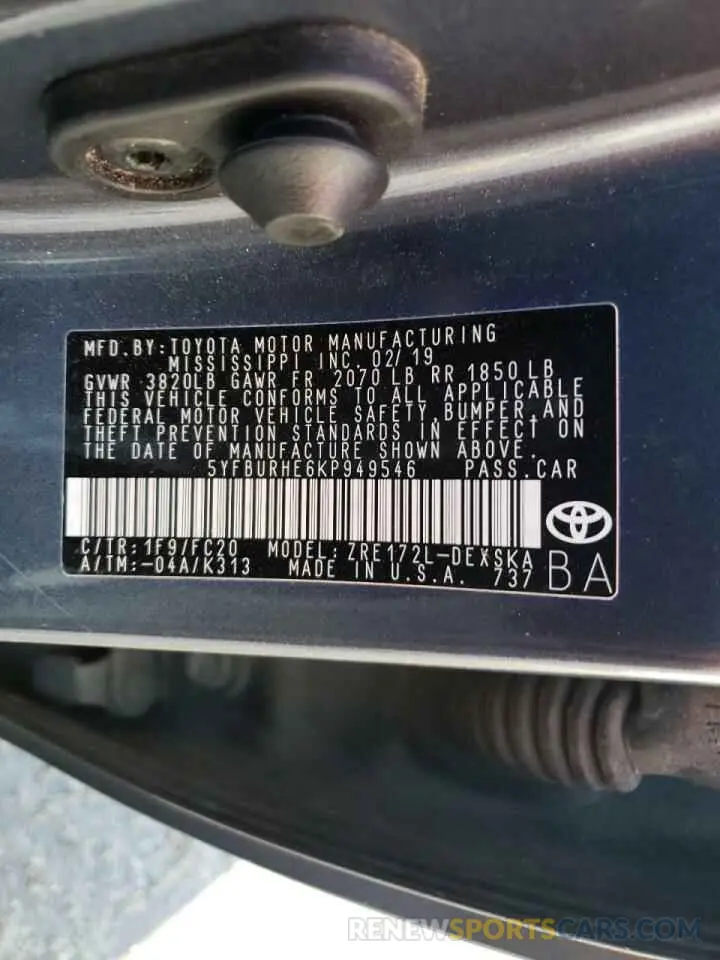 MFD. BY: TOYOTA MOTOR MANUFACTURING
MISSISSIPPI INC. 02/19
GVWR 3820LB GAWR FR 2070 LB RR 1850 LB
THIS VEHICLE CONFORMS TO ALL APPLICABLE
FEDERAL MOTOR VEHICLE SAFETY, BUMPER, AND
THEFT PREVENTION STANDARDS IN EFFECT ON
THE DATE OF MANUFACTURE SHOWN ABOVE.
5YFBURHE6KP949546 PASS. CAR
C/TR: 1F9/FC20 MODEL: ZRE172L-DEXSKA
A/TM:-04A/K313 MADE IN U.S.A. 737 BA
RENEWSPORTSCARS.COM